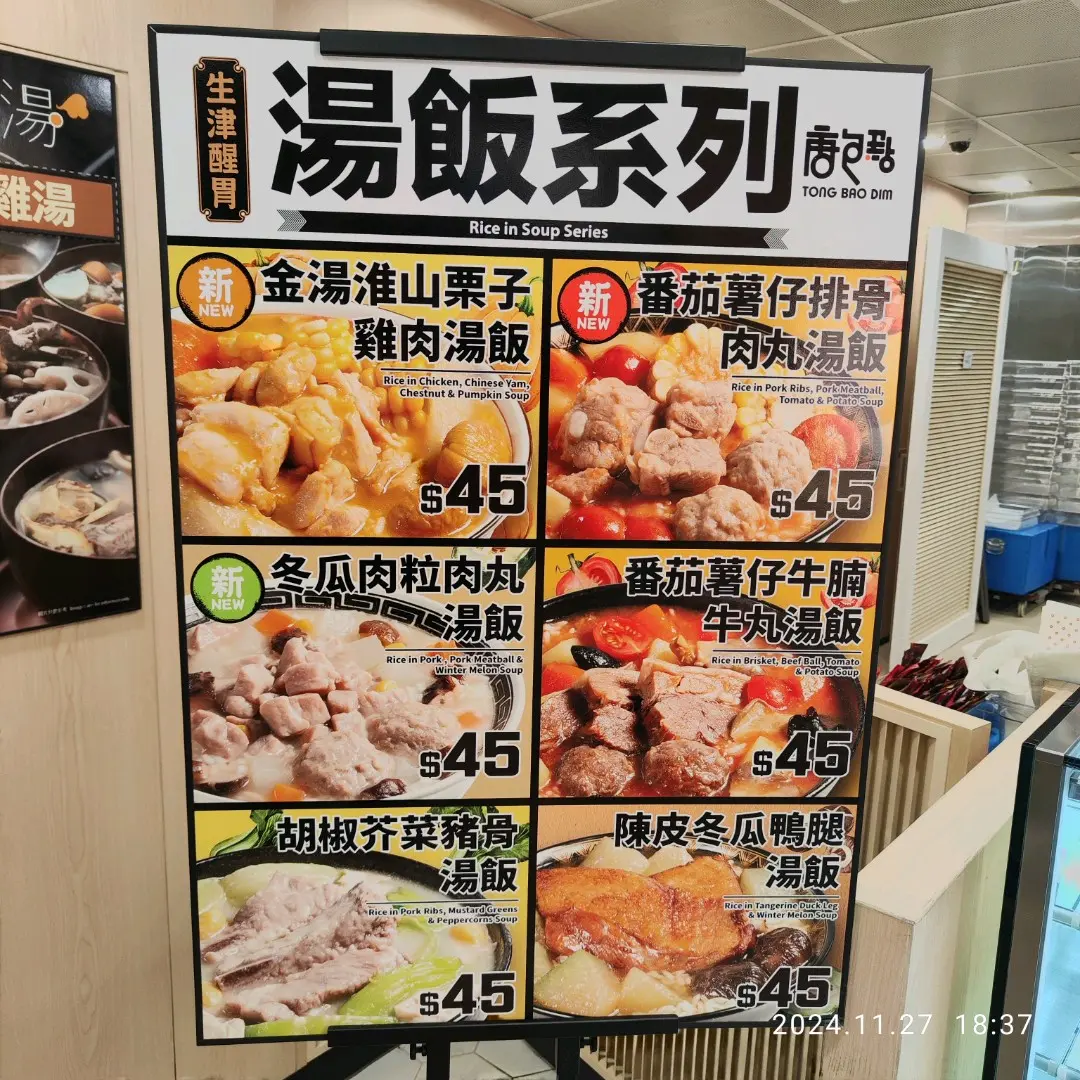 湯
雞湯
生津醒胃
湯飯系列
唐包點
TONG BAO DIM
Rice in Soup Series
新
NEW
金湯淮山栗子
雞肉湯飯
Rice in Chicken, Chinese Yam,
Chestnut & Pumpkin Soup
$45
新
NEW
番茄薯仔排骨
肉丸湯飯
Rice in Pork Ribs, Pork Meatball,
Tomato & Potato Soup
$45
新
NEW
冬瓜肉粒肉丸
湯飯
Rice in Pork , Pork Meatball &
Winter Melon Soup
$45
番茄薯仔牛腩
牛丸湯飯
Rice in Brisket, Beef Ball, Tomato
& Potato Soup
$45
胡椒芥菜豬骨
湯飯
Rice in Pork Ribs, Mustard Greens
& Peppercorns Soup
$45
陳皮冬瓜鴨腿
湯飯
Rice in Tangerine Duck Leg
& Winter Melon Soup
$45
2024.11.27 18:37